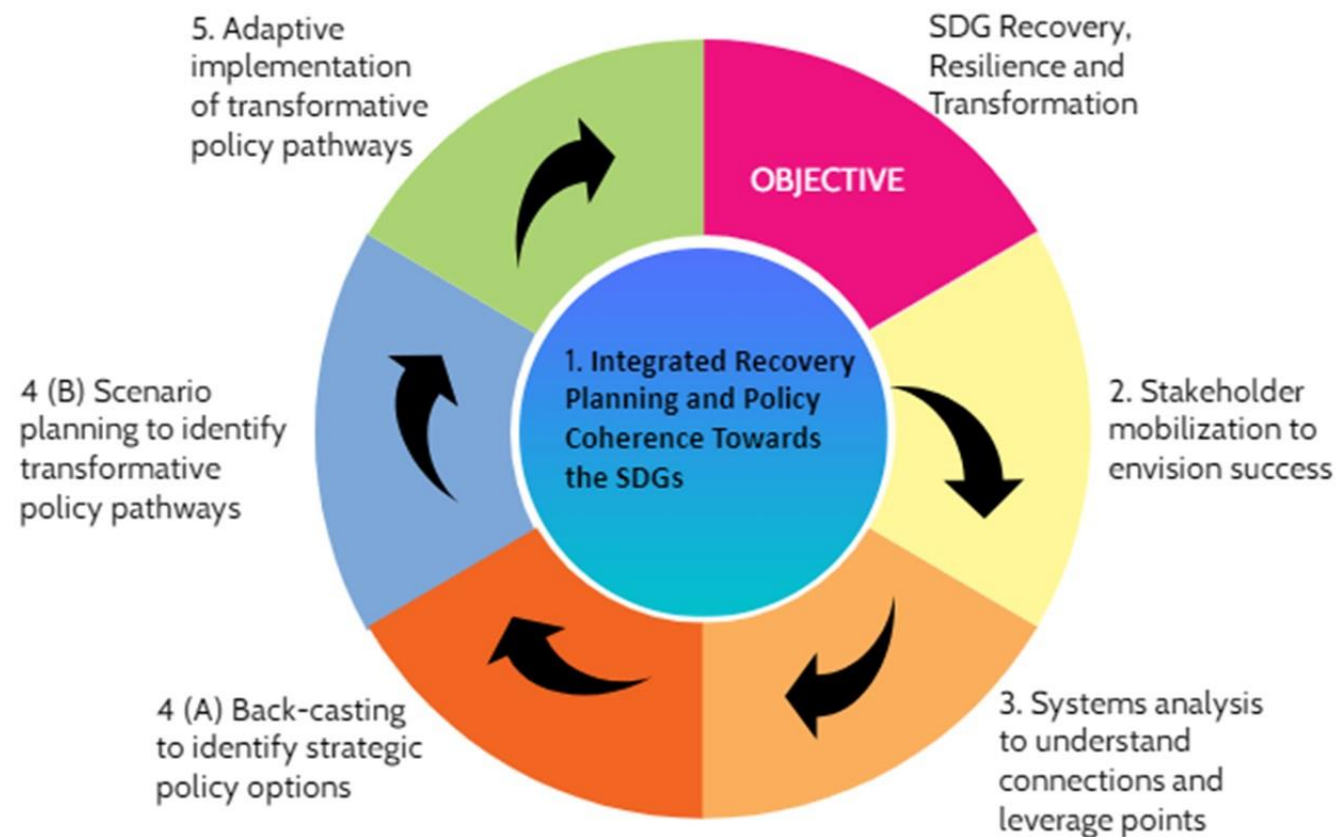 SDG Recovery,
Resilience and
Transformation
OBJECTIVE
1. Integrated Recovery
Planning and Policy
Coherence Towards
the SDGs
2. Stakeholder
mobilization to
envision success
3. Systems analysis
to understand
connections and
leverage points
4 (A) Back-casting
to identify strategic
policy options
4 (B) Scenario
planning to identify
transformative
policy pathways
5. Adaptive
implementation
of transformative
policy pathways